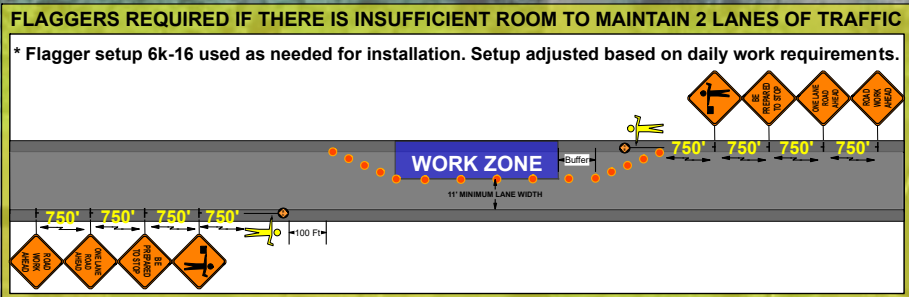 FLAGGERS REQUIRED IF THERE IS INSUFFICIENT ROOM TO MAINTAIN 2 LANES OF TRAFFIC
* Flagger setup 6k-16 used as needed for installation. Setup adjusted based on daily work requirements.
BE
PREPARED
TO STOP
ONE LANE
ROAD
AHEAD
ROAD
WORK
AHEAD
750'
750'
750'
750'
WORK ZONE
Buffer
11' MINIMUM LANE WIDTH
750'
750'
750'
750'
100 Ft
ROAD
WORK
AHEAD
ONE LANE
ROAD
AHEAD
BE
PREPARED
TO STOP